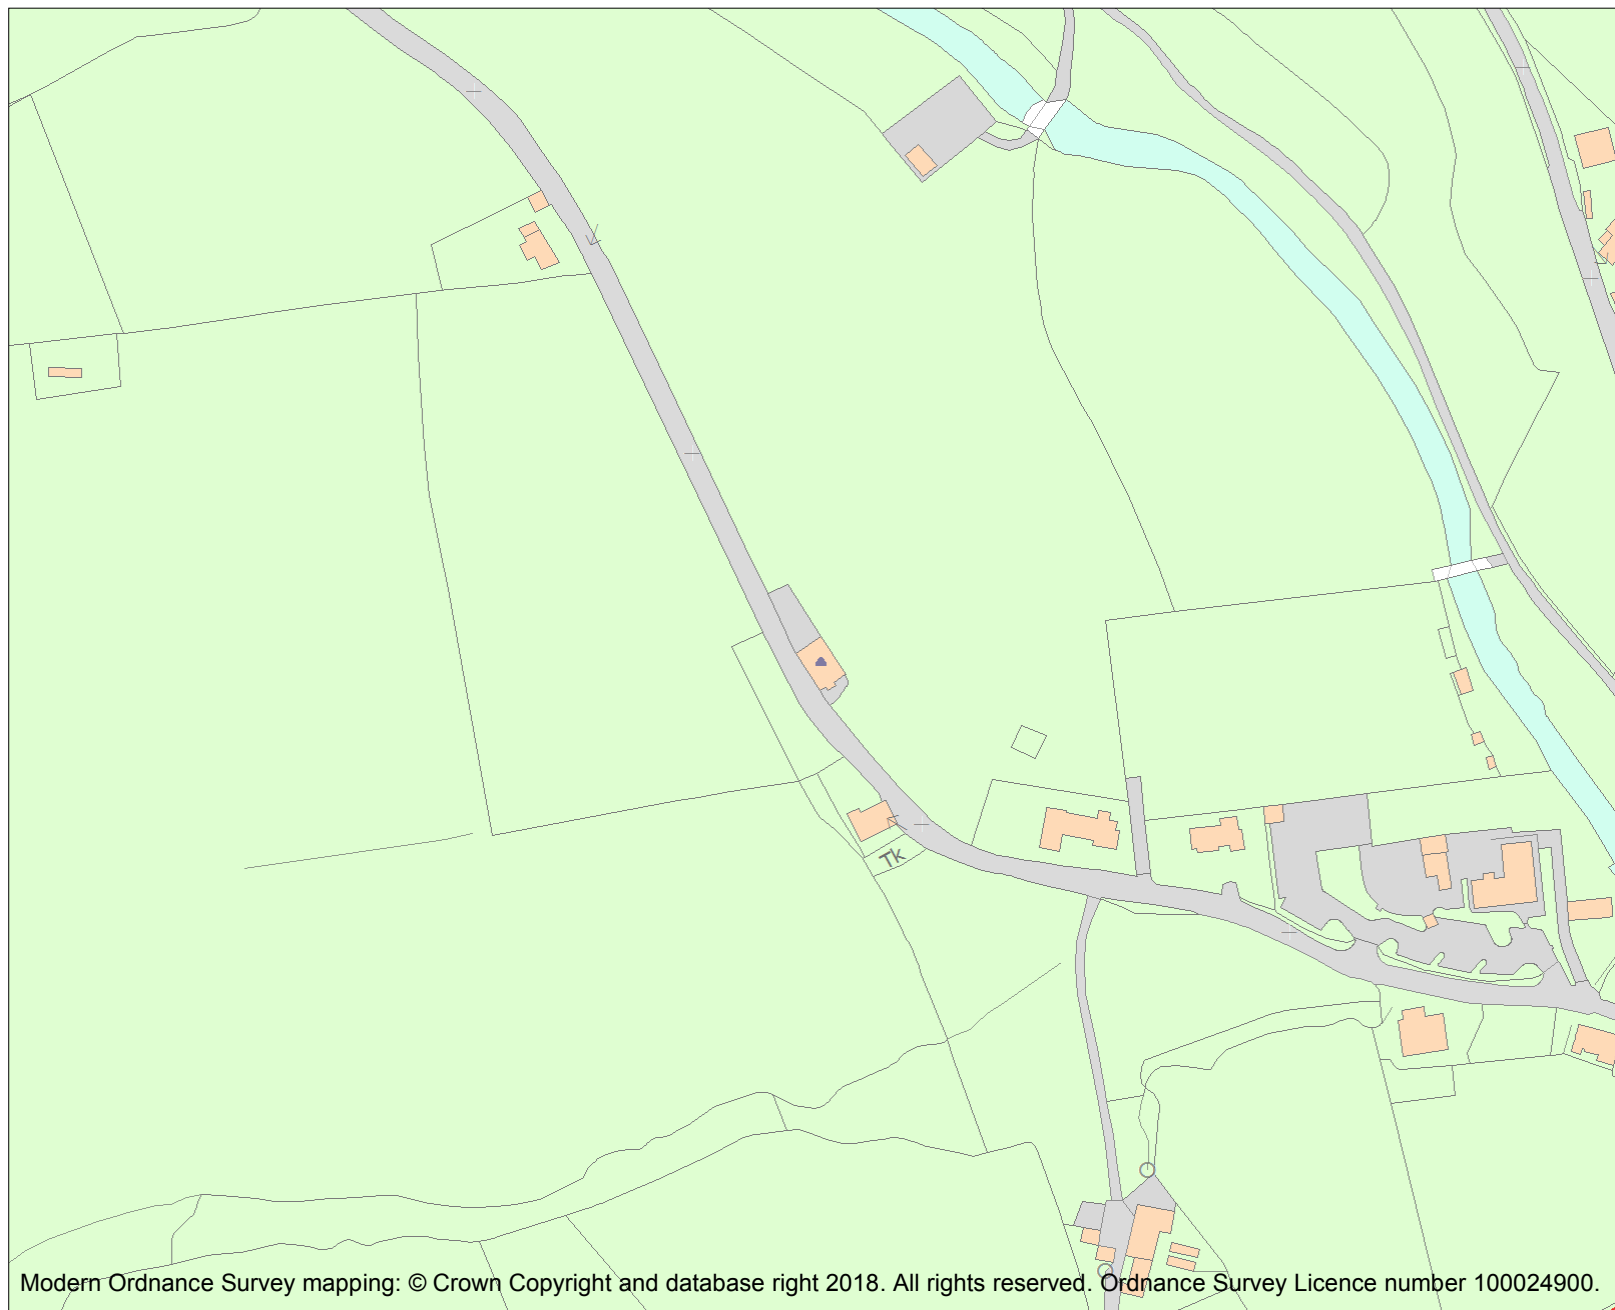 Tk
Modern Ordnance Survey mapping: © Crown Copyright and database right 2018. All rights reserved. Ordnance Survey Licence number 100024900.